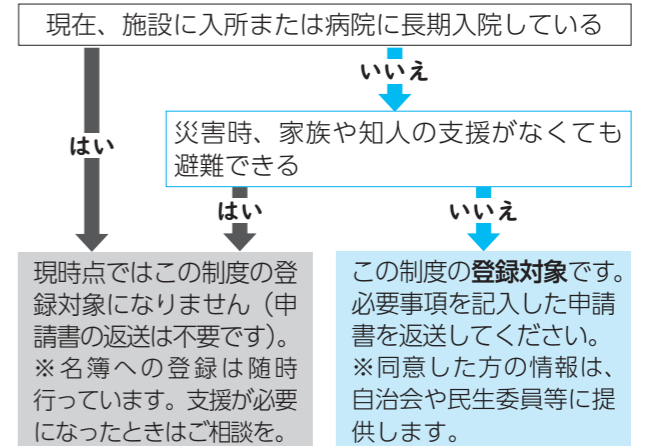 現在、施設に入所または病院に長期入院している
いいえ
はい
災害時、家族や知人の支援がなくても
避難できる
はい
いいえ
現時点ではこの制度の登
録対象になりません（申
請書の返送は不要です）。
※名簿への登録は随時
行っています。支援が必要
になったときはご相談を。
この制度の登録対象です。
必要事項を記入した申請
書を返送してください。
※同意した方の情報は、
自治会や民生委員等に提
供します。